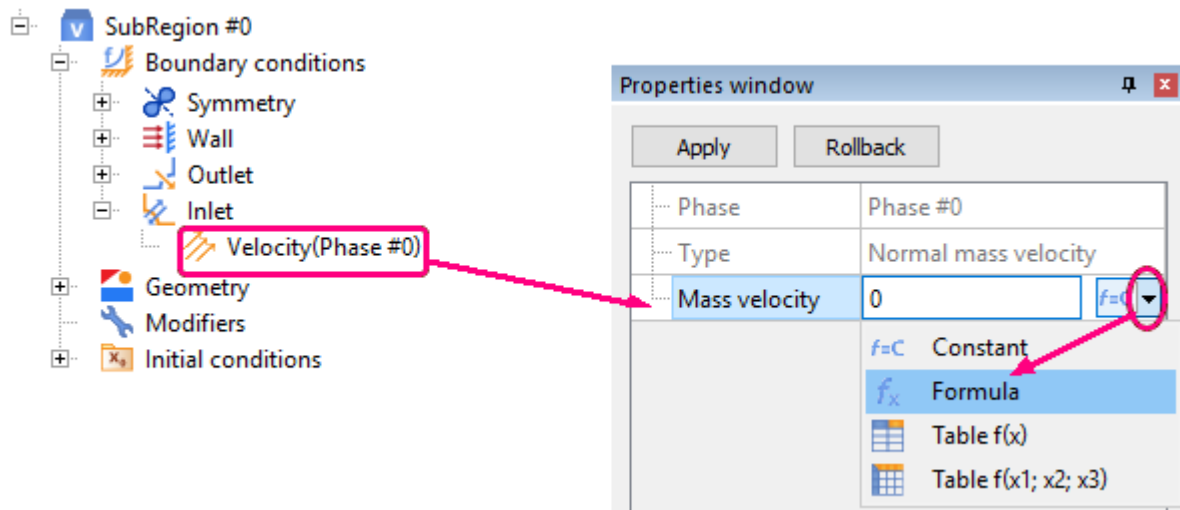 SubRegion #0
Boundary conditions
Symmetry
Wall
Outlet
Inlet
Velocity(Phase #0)
Geometry
Modifiers
Initial conditions
Properties window
Apply Rollback
Phase Phase #0
Type Normal mass velocity
Mass velocity 0 f=C
f=C Constant
fx Formula
Table f(x)
Table f(x1; x2; x3)